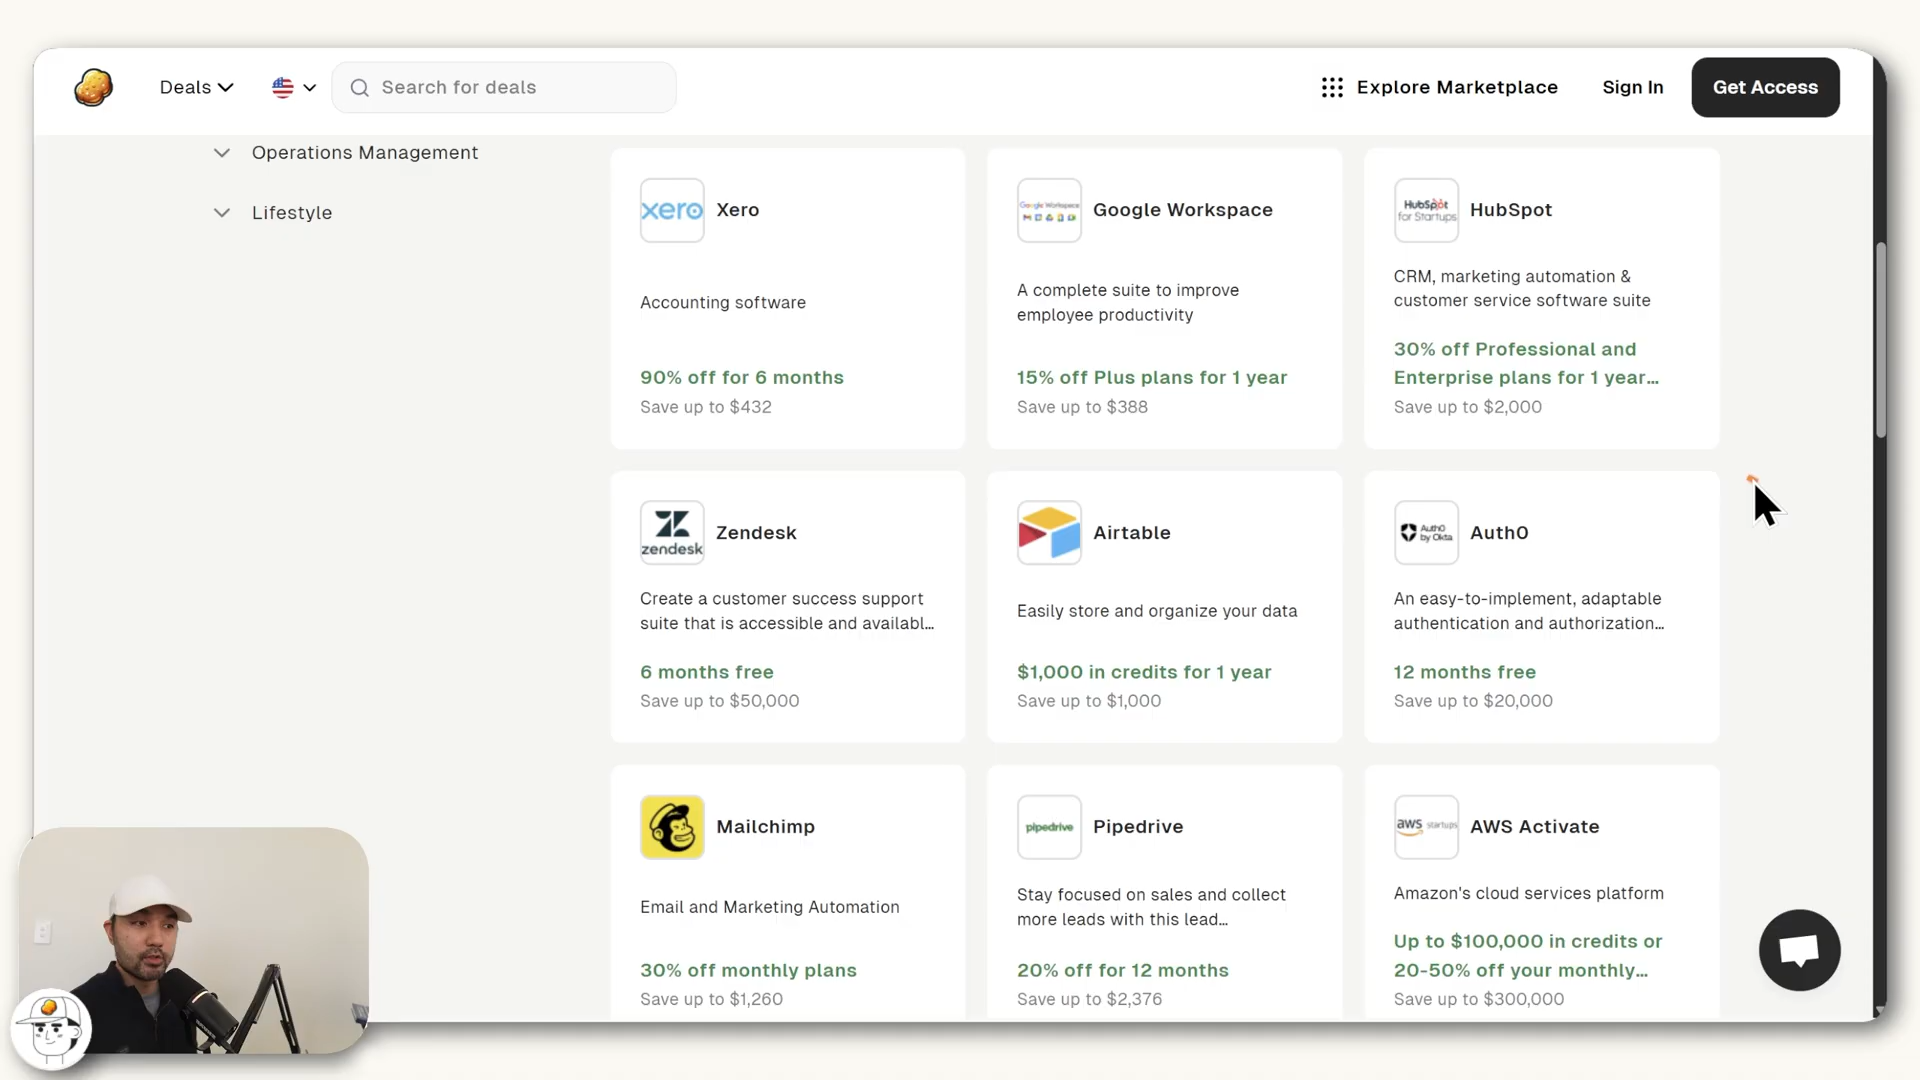 Deals
Search for deals
Explore Marketplace
Sign In
Get Access
Operations Management
Lifestyle
xero
Xero
Accounting software
90% off for 6 months
Save up to $432
Google Workspace
Google Workspace
A complete suite to improve
employee productivity
15% off Plus plans for 1 year
Save up to $388
HubSpot
for Startups
HubSpot
CRM, marketing automation &
customer service software suite
30% off Professional and
Enterprise plans for 1 year...
Save up to $2,000
zendesk
Zendesk
Create a customer success support
suite that is accessible and availabl...
6 months free
Save up to $50,000
Airtable
Easily store and organize your data
$1,000 in credits for 1 year
Save up to $1,000
Auth0
by Okta
Auth0
An easy-to-implement, adaptable
authentication and authorization...
12 months free
Save up to $20,000
Mailchimp
Email and Marketing Automation
30% off monthly plans
Save up to $1,260
pipedrive
Pipedrive
Stay focused on sales and collect
more leads with this lead...
20% off for 12 months
Save up to $2,376
aws startups
AWS Activate
Amazon's cloud services platform
Up to $100,000 in credits or
20-50% off your monthly...
Save up to $300,000